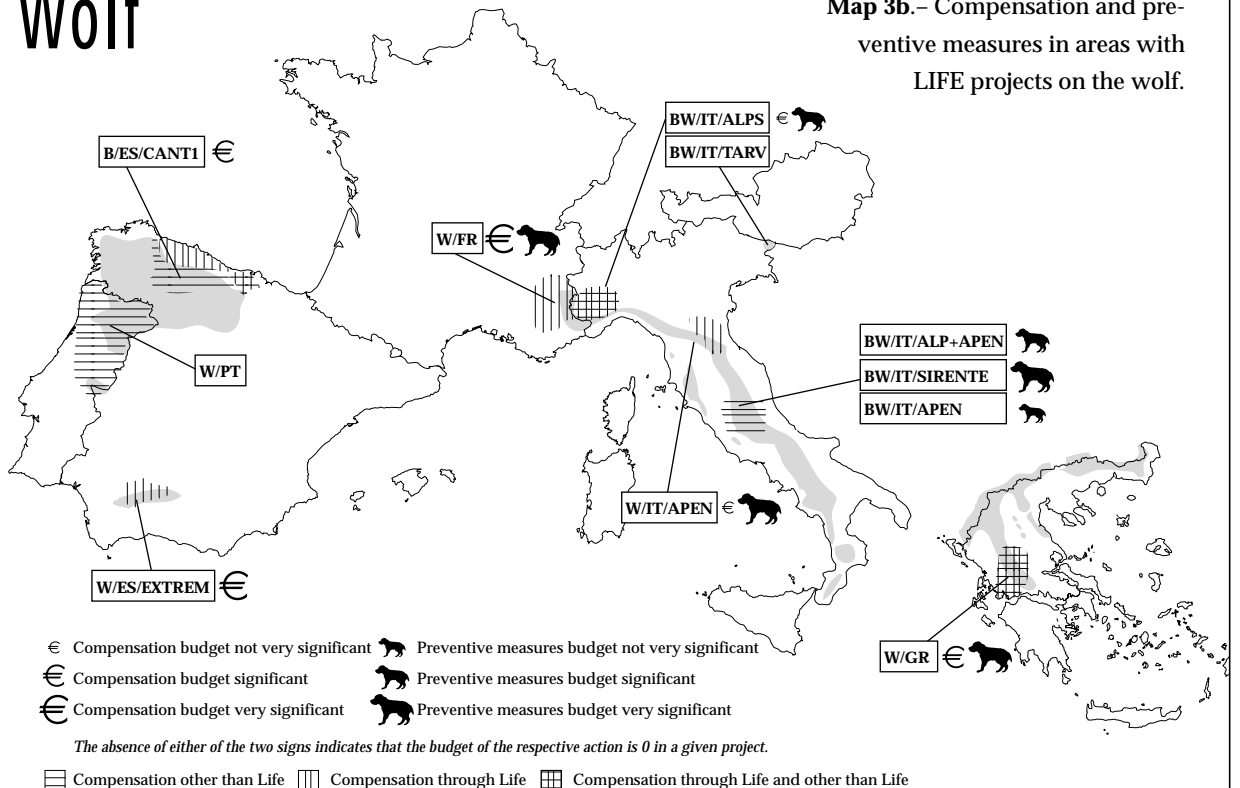 Wolf
Map 3b.– Compensation and pre-
ventive measures in areas with
LIFE projects on the wolf.
BW/IT/ALPS €
BW/IT/TARV
B/ES/CANT1 €
W/FR €
W/PT
BW/IT/ALP+APEN
BW/IT/SIRENTE
BW/IT/APEN
W/IT/APEN €
W/ES/EXTREM €
W/GR €
€ Compensation budget not very significant Preventive measures budget not very significant
€ Compensation budget significant Preventive measures budget significant
€ Compensation budget very significant Preventive measures budget very significant
The absence of either of the two signs indicates that the budget of the respective action is 0 in a given project.
Compensation other than Life Compensation through Life Compensation through Life and other than Life